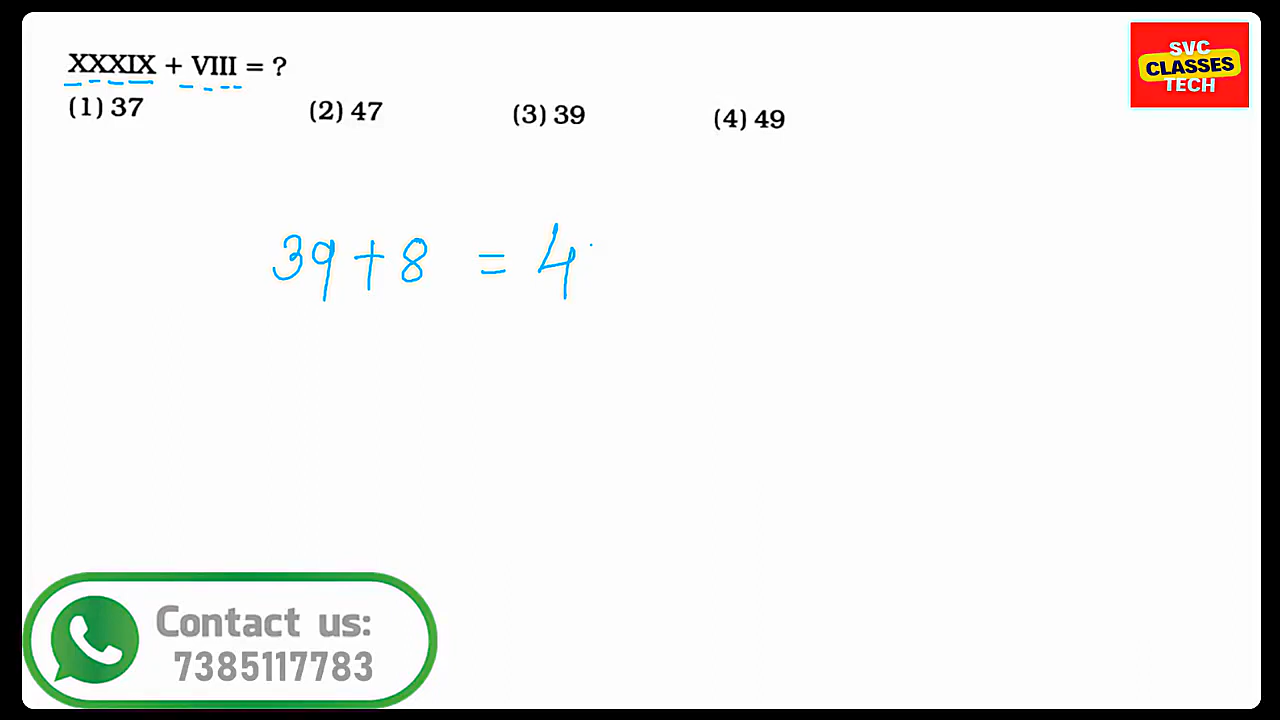 XXXIX + VIII = ?
(1) 37 (2) 47 (3) 39 (4) 49
39 + 8 = 4
SVC
CLASSES
TECH
Contact us:
7385117783